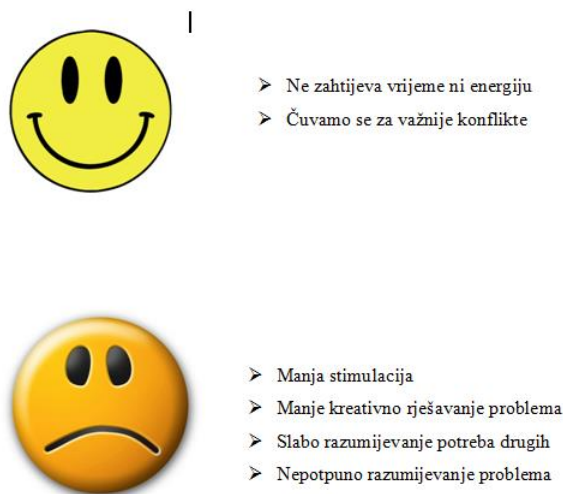 Ne zahtijeva vrijeme ni energiju
Čuvamo se za važnije konflikte
Manja stimulacija
Manje kreativno rješavanje problema
Slabo razumijevanje potreba drugih
Nepotpuno razumijevanje problema